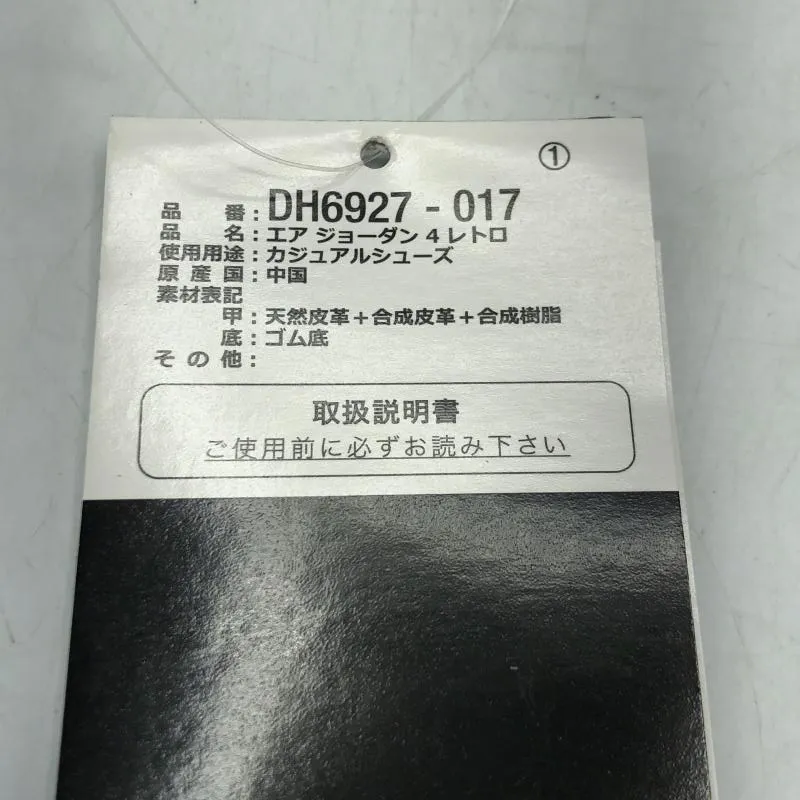 ①
品番:DH6927-017
品名:エア ジョーダン 4 レトロ
使用用途:カジュアルシューズ
原産国:中国
素材表記
甲:天然皮革+合成皮革+合成樹脂
底:ゴム底
その他:
取扱説明書
ご使用前に必ずお読み下さい